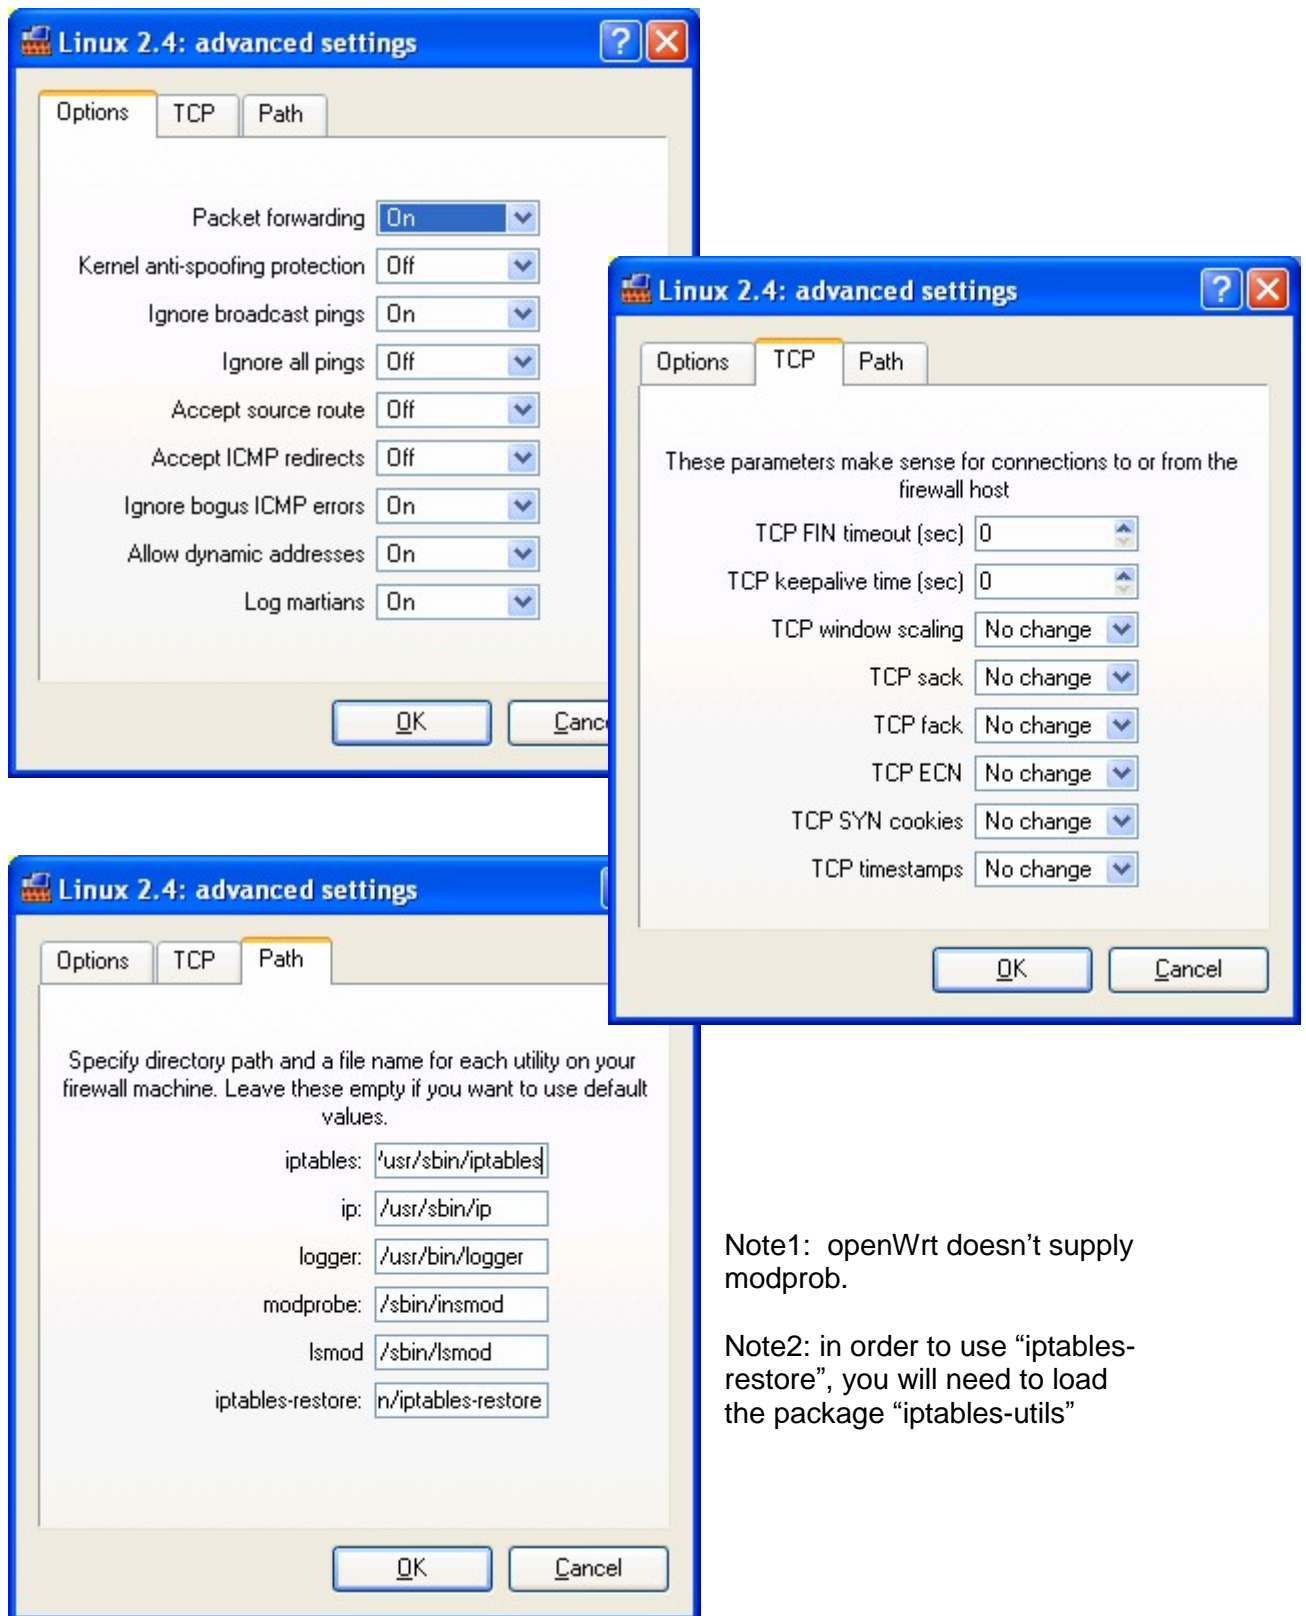 Linux 2.4: advanced settings
Options TCP Path
Packet forwarding On
Kernel anti-spoofing protection Off
Ignore broadcast pings On
Ignore all pings Off
Accept source route Off
Accept ICMP redirects Off
Ignore bogus ICMP errors On
Allow dynamic addresses On
Log martians On
OK Cance
Linux 2.4: advanced settings
Options TCP Path
These parameters make sense for connections to or from the
firewall host
TCP FIN timeout (sec) 0
TCP keepalive time (sec) 0
TCP window scaling No change
TCP sack No change
TCP fack No change
TCP ECN No change
TCP SYN cookies No change
TCP timestamps No change
OK Cancel
Linux 2.4: advanced settings
Options TCP Path
Specify directory path and a file name for each utility on your
firewall machine. Leave these empty if you want to use default
values.
iptables: /usr/sbin/iptables
ip: /usr/sbin/ip
logger: /usr/bin/logger
modprobe: /sbin/insmod
lsmod /sbin/lsmod
iptables-restore: n/iptables-restore
OK Cancel
Note1:  openWrt doesn’t supply
modprob.
Note2: in order to use “iptables-
restore”, you will need to load
the package “iptables-utils”